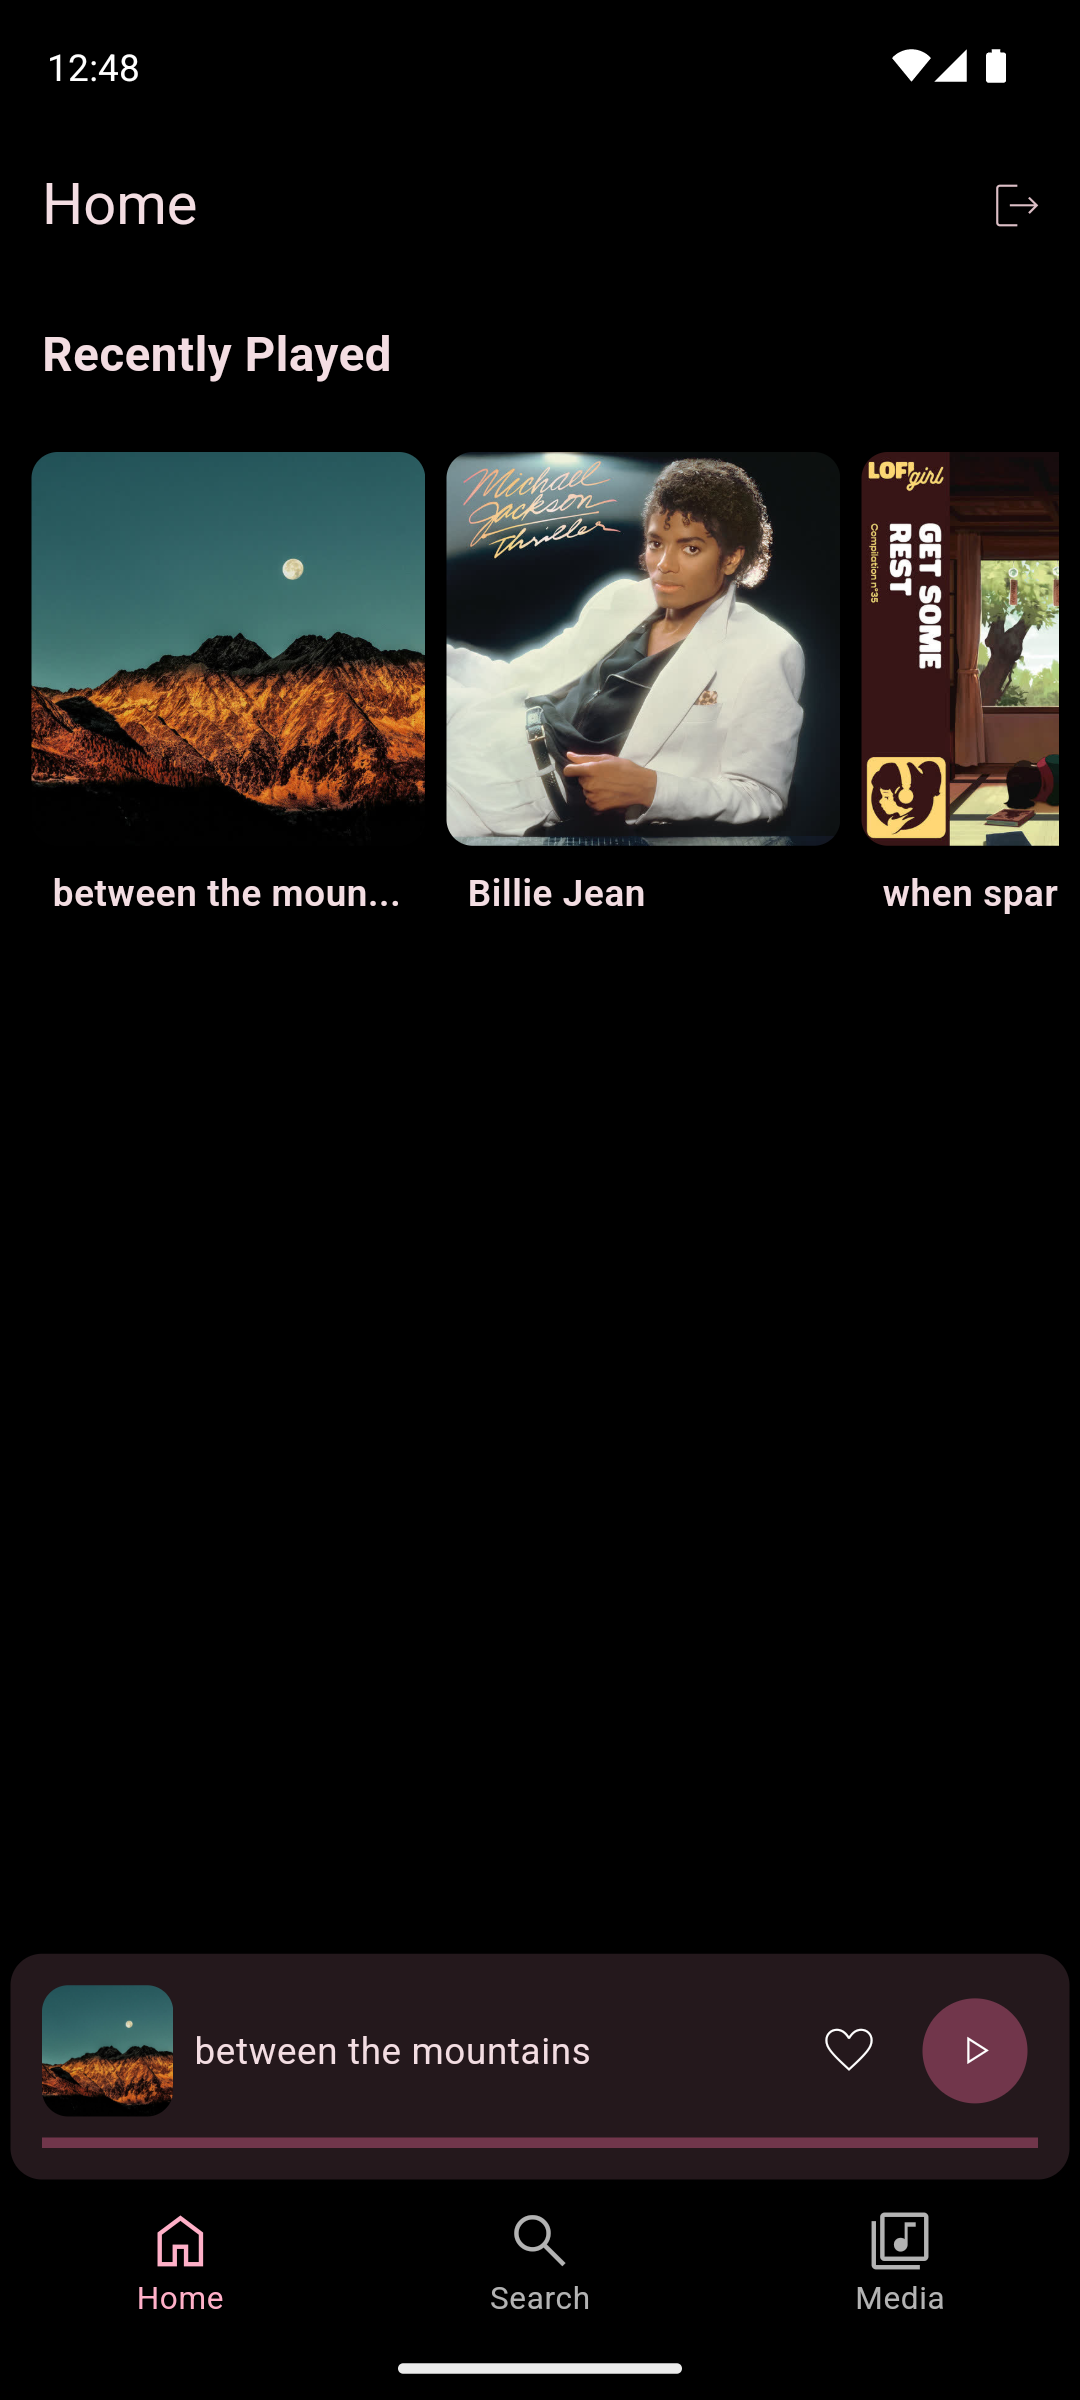 12:48
Home
Recently Played
Michael
Jackson
Thriller
LOFI girl
Compilation n°35
GET SOME
REST
between the moun...
Billie Jean
when spar
between the mountains
Home
Search
Media